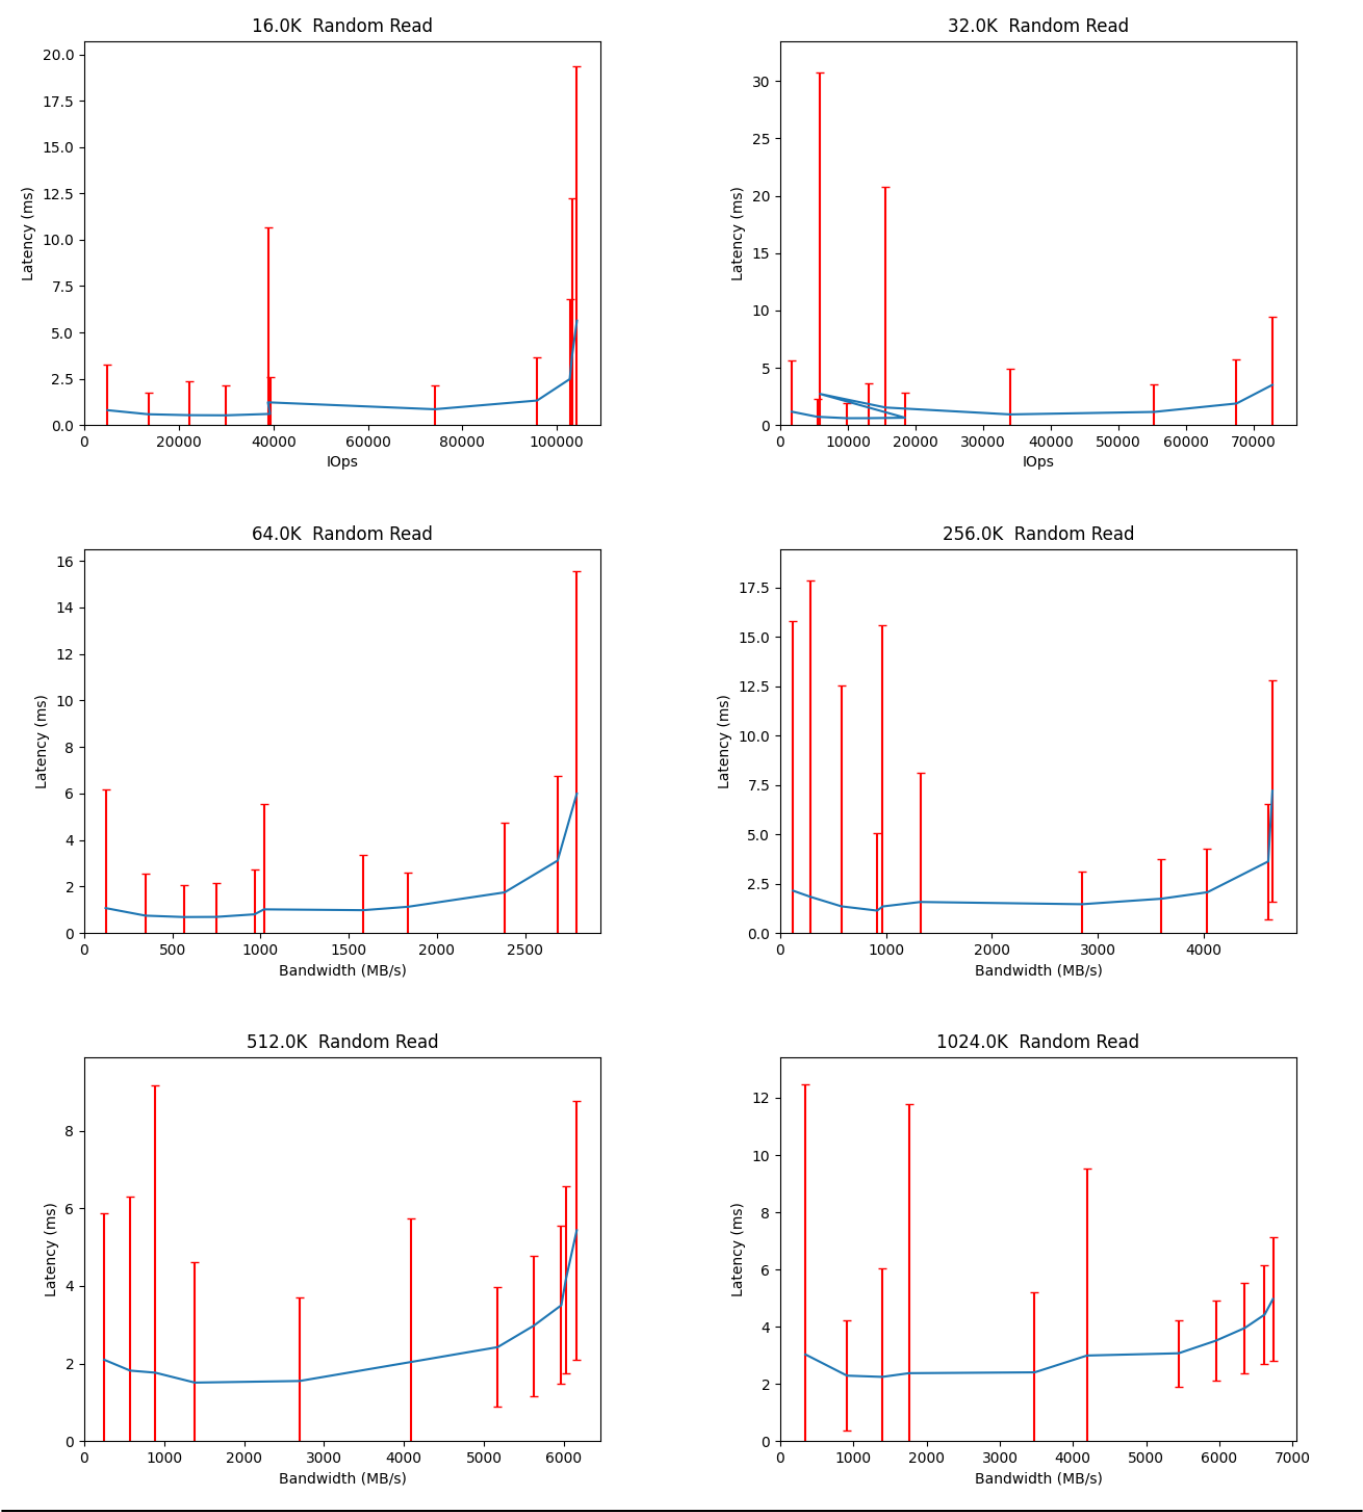 16.0K  Random Read
20.0
17.5
15.0
12.5
10.0
7.5
5.0
2.5
0.0
Latency (ms)
0 20000 40000 60000 80000 100000
IOps
32.0K  Random Read
30
25
20
15
10
5
0
Latency (ms)
0 10000 20000 30000 40000 50000 60000 70000
IOps
64.0K  Random Read
16
14
12
10
8
6
4
2
0
Latency (ms)
0 500 1000 1500 2000 2500
Bandwidth (MB/s)
256.0K  Random Read
17.5
15.0
12.5
10.0
7.5
5.0
2.5
0.0
Latency (ms)
0 1000 2000 3000 4000
Bandwidth (MB/s)
512.0K  Random Read
8
6
4
2
0
Latency (ms)
0 1000 2000 3000 4000 5000 6000
Bandwidth (MB/s)
1024.0K  Random Read
12
10
8
6
4
2
0
Latency (ms)
0 1000 2000 3000 4000 5000 6000 7000
Bandwidth (MB/s)